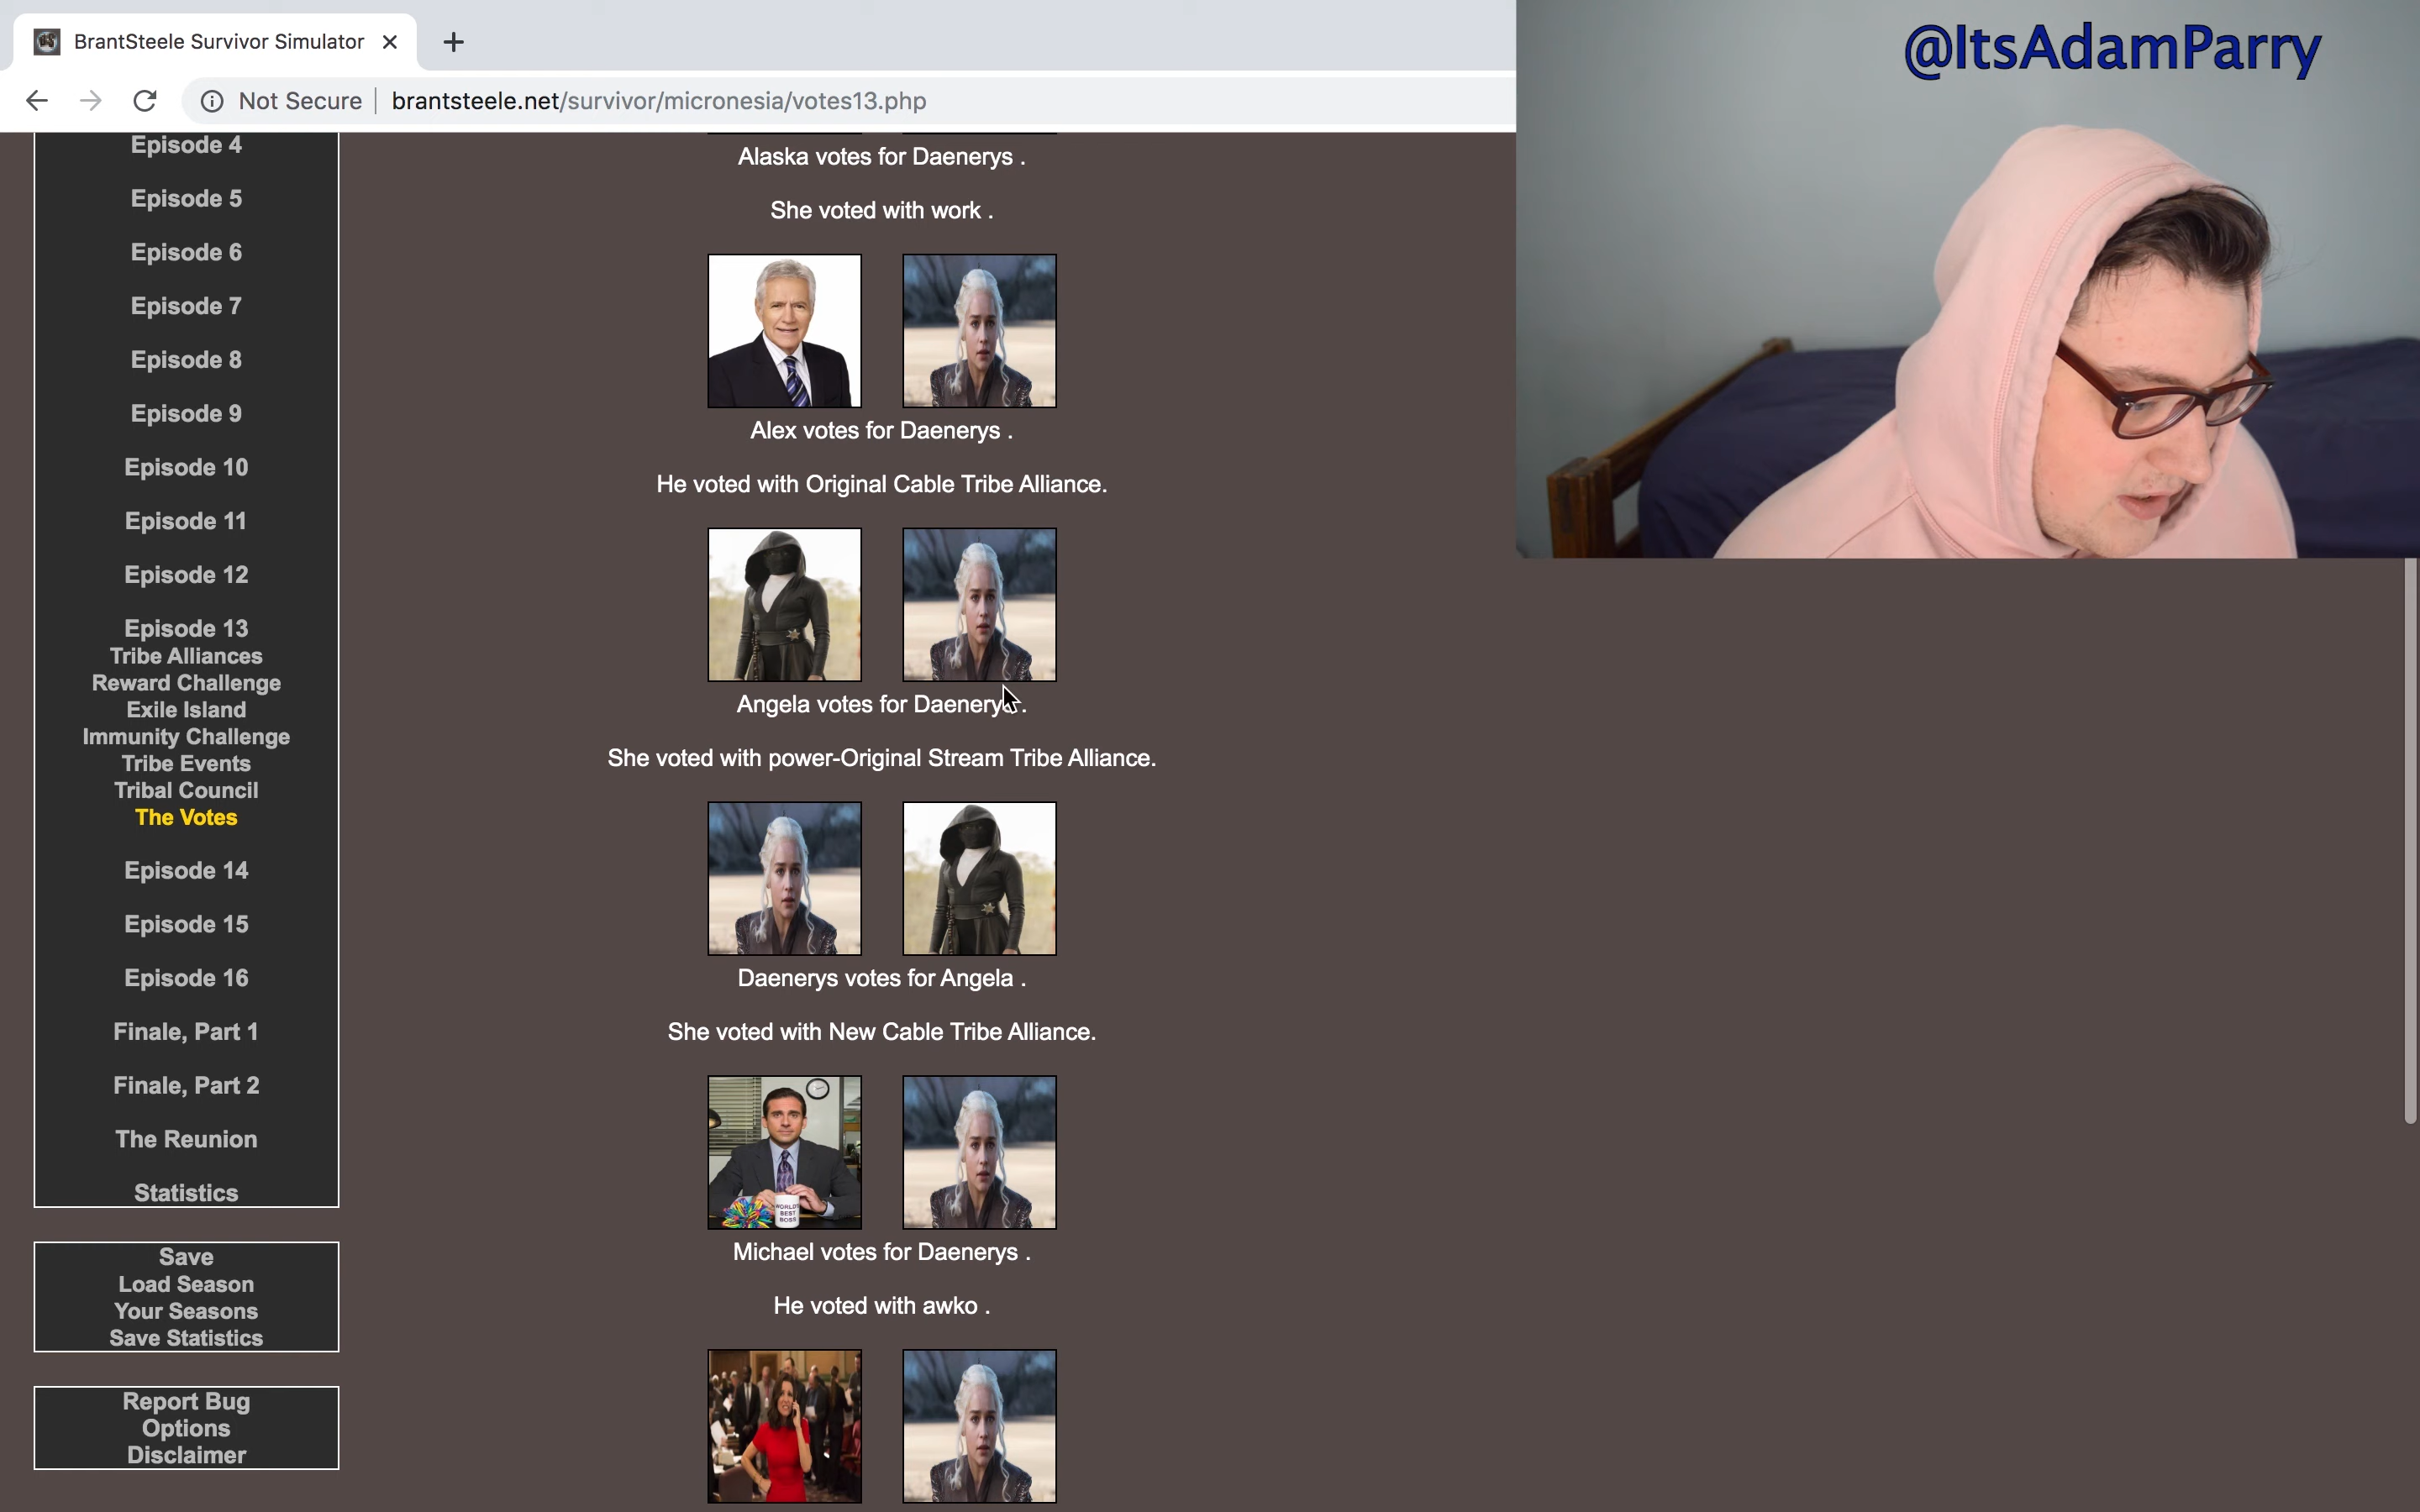 BrantSteele Survivor Simulator
@ItsAdamParry
Not Secure
brantsteele.net/survivor/micronesia/votes13.php
Episode 4
Episode 5
Episode 6
Episode 7
Episode 8
Episode 9
Episode 10
Episode 11
Episode 12
Episode 13
Tribe Alliances
Reward Challenge
Exile Island
Immunity Challenge
Tribe Events
Tribal Council
The Votes
Episode 14
Episode 15
Episode 16
Finale, Part 1
Finale, Part 2
The Reunion
Statistics
Save
Load Season
Your Seasons
Save Statistics
Report Bug
Options
Disclaimer
Alaska votes for Daenerys .
She voted with work .
Alex votes for Daenerys .
He voted with Original Cable Tribe Alliance.
Angela votes for Daenerys .
She voted with power-Original Stream Tribe Alliance.
Daenerys votes for Angela .
She voted with New Cable Tribe Alliance.
WORLD'S
BEST
BOSS
Michael votes for Daenerys .
He voted with awko .